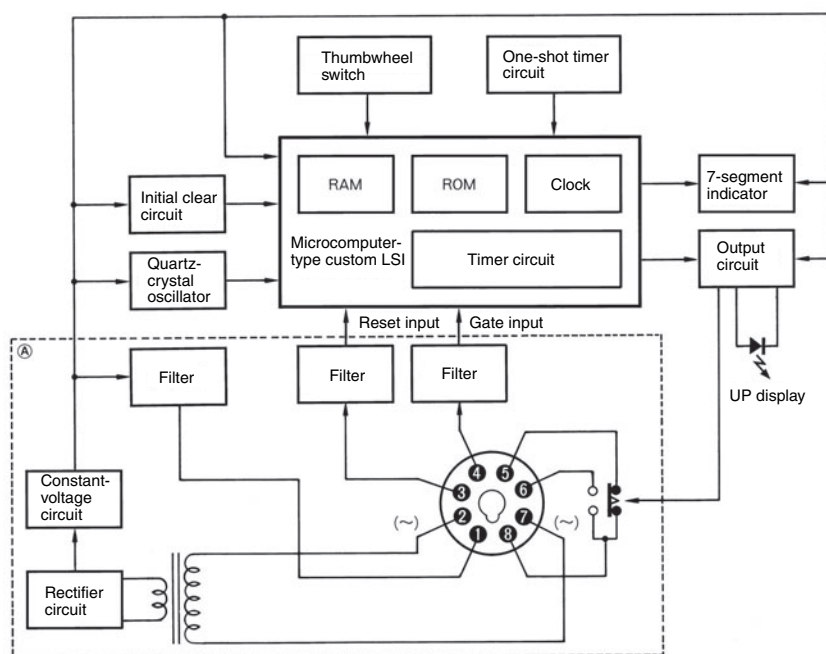 Thumbwheel
switch
One-shot timer
circuit
RAM
ROM
Clock
Initial clear
circuit
7-segment
indicator
Microcomputer-
type custom LSI
Timer circuit
Quartz-
crystal
oscillator
Output
circuit
Reset input
Gate input
A
Filter
Filter
Filter
UP display
Constant-
voltage
circuit
4
5
3
6
(~)
2
7
(~)
1
8
Rectifier
circuit